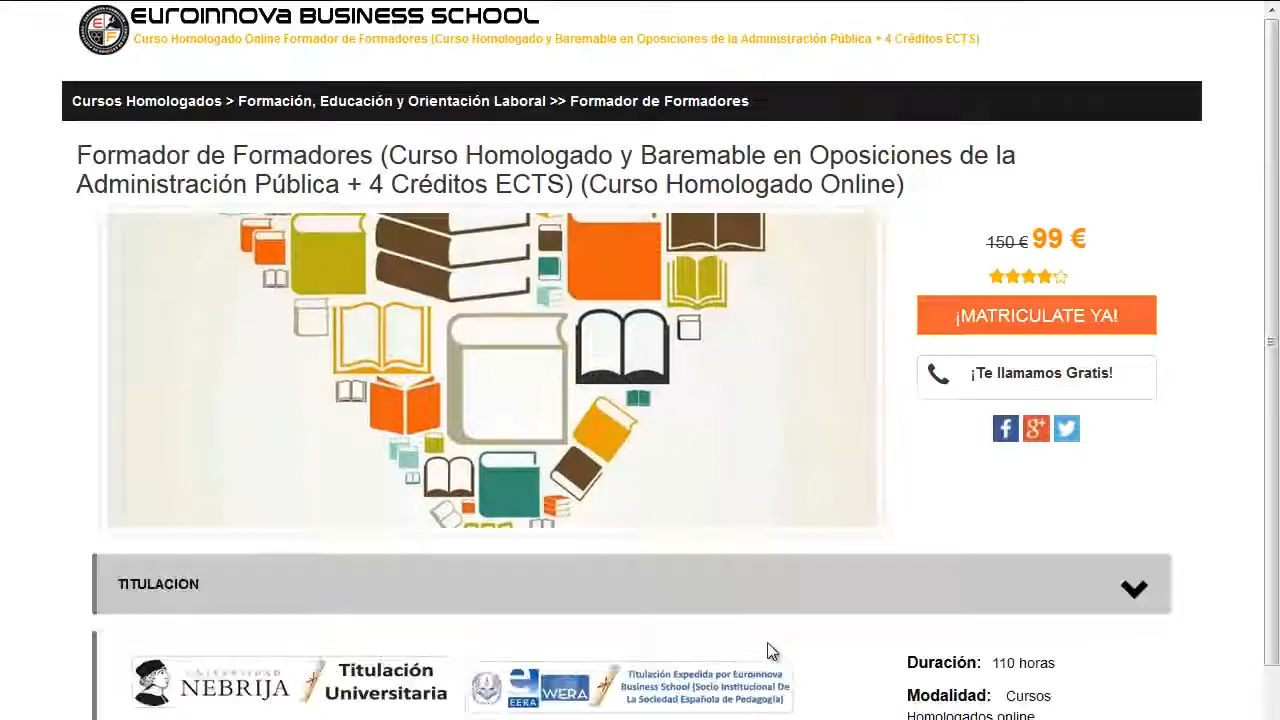 EUROINNOVA BUSINESS SCHOOL
Curso Homologado Online Formador de Formadores (Curso Homologado y Baremable en Oposiciones de la Administración Pública + 4 Créditos ECTS)
Cursos Homologados > Formación, Educación y Orientación Laboral >> Formador de Formadores
Formador de Formadores (Curso Homologado y Baremable en Oposiciones de la
Administración Pública + 4 Créditos ECTS) (Curso Homologado Online)
150 € 99 €
¡MATRICULATE YA!
¡Te llamamos Gratis!
TITULACION
UNIVERSIDAD
NEBRIJA
Titulación
Universitaria
EERA
WERA
Titulación Expedida por Euroinnova
Business School (Socio Institucional De
La Sociedad Española de Pedagogía)
Duración: 110 horas
Modalidad: Cursos
Homologados online